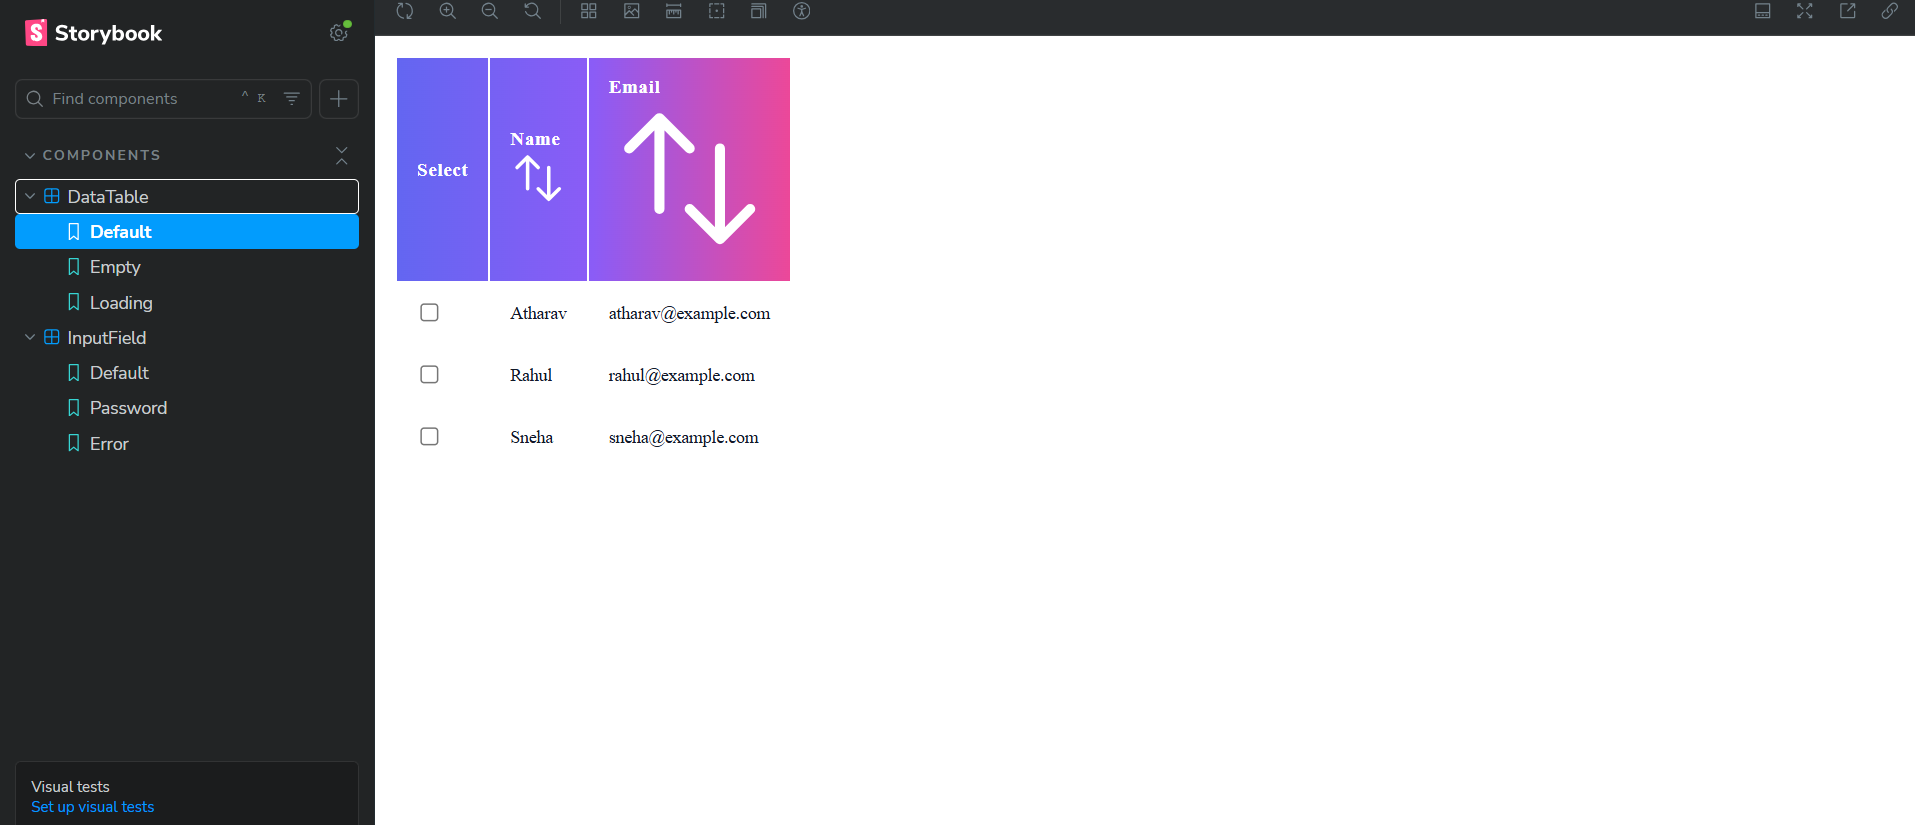 Storybook
Find components
^ K
COMPONENTS
DataTable
Default
Empty
Loading
InputField
Default
Password
Error
Visual tests
Set up visual tests
Select Name Email
Atharav atharav@example.com
Rahul rahul@example.com
Sneha sneha@example.com